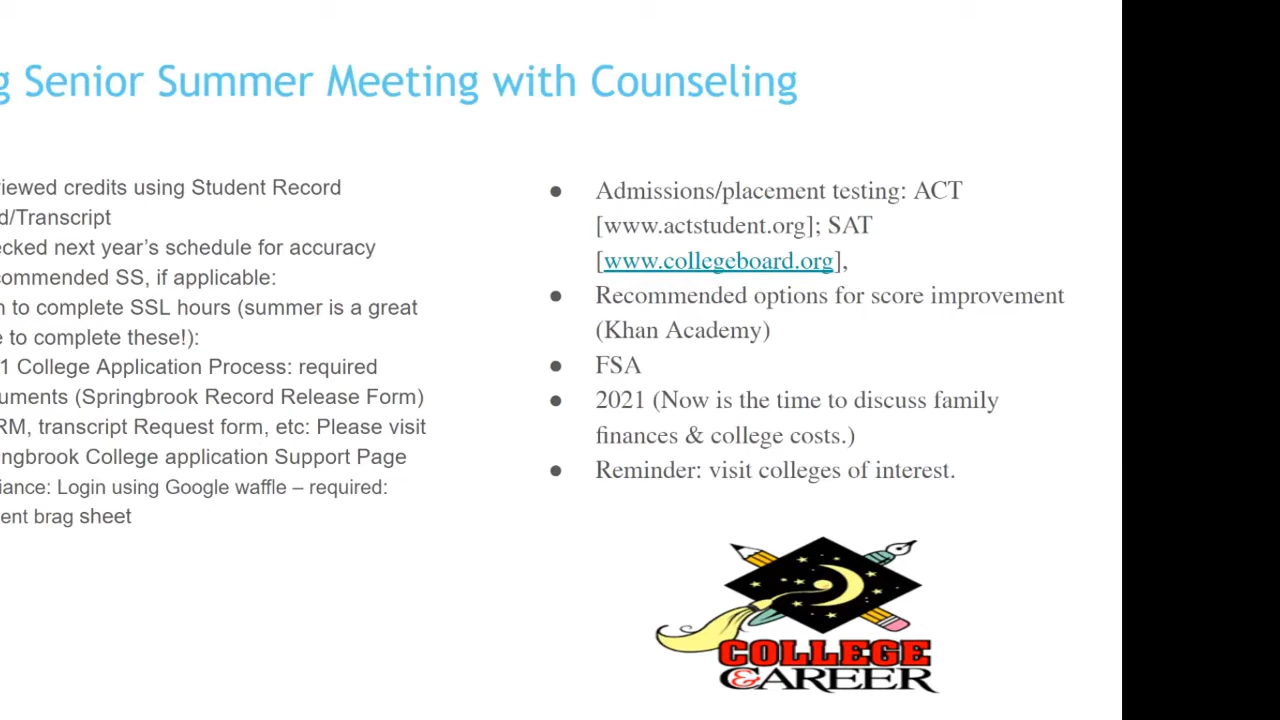 g Senior Summer Meeting with Counseling
viewed credits using Student Record
d/Transcript
ecked next year’s schedule for accuracy
commended SS, if applicable:
n to complete SSL hours (summer is a great
e to complete these!):
1 College Application Process: required
uments (Springbrook Record Release Form)
RM, transcript Request form, etc: Please visit
ngbrook College application Support Page
iance: Login using Google waffle – required:
ent brag sheet
● Admissions/placement testing: ACT
[www.actstudent.org]; SAT
[www.collegeboard.org],
● Recommended options for score improvement
(Khan Academy)
● FSA
● 2021 (Now is the time to discuss family
finances & college costs.)
● Reminder: visit colleges of interest.
COLLEGE
&CAREER